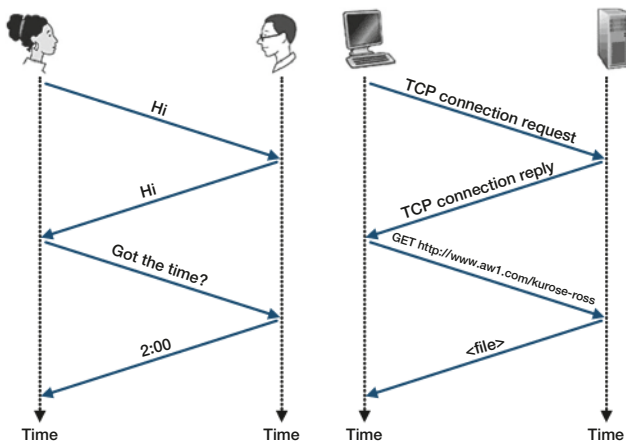 Hi
Hi
Got the time?
2:00
Time
Time
TCP connection request
TCP connection reply
GET http://www.aw1.com/kurose-ross
<file>
Time
Time